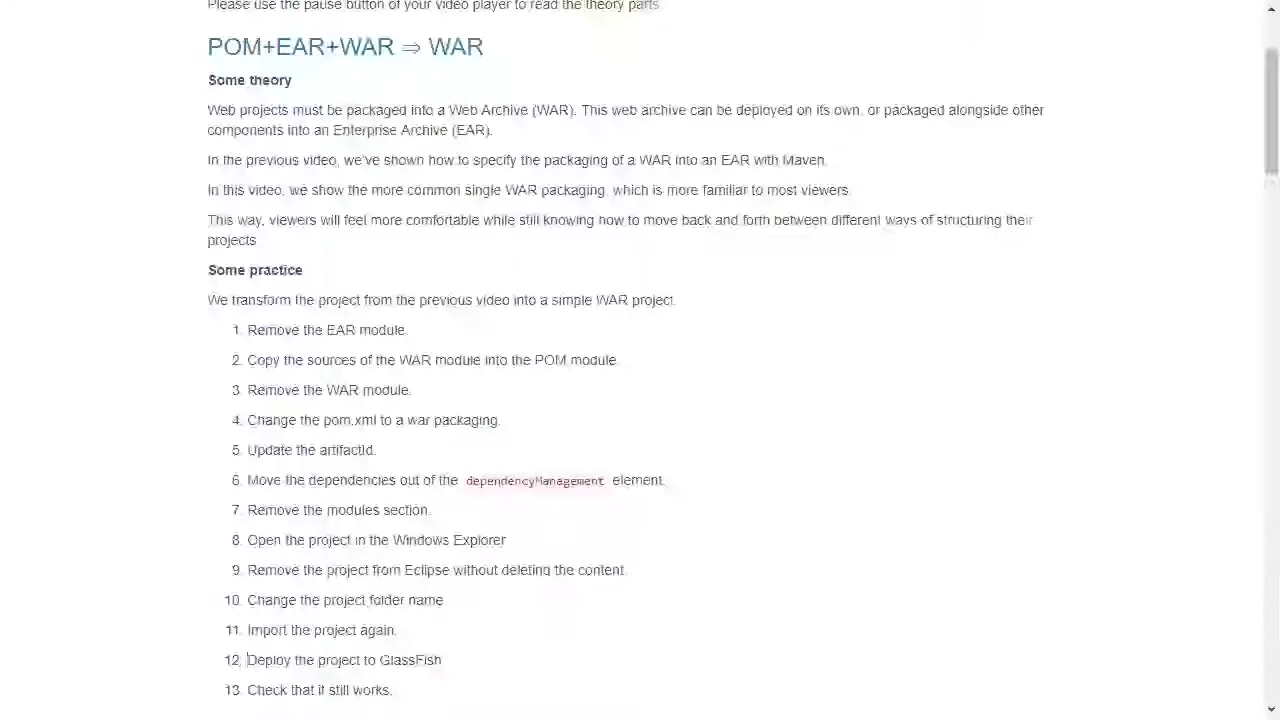 Please use the pause button of your video player to read the theory parts
POM+EAR+WAR ⇒ WAR
Some theory
Web projects must be packaged into a Web Archive (WAR). This web archive can be deployed on its own, or packaged alongside other
components into an Enterprise Archive (EAR).
In the previous video, we've shown how to specify the packaging of a WAR into an EAR with Maven.
In this video, we show the more common single WAR packaging, which is more familiar to most viewers.
This way, viewers will feel more comfortable while still knowing how to move back and forth between different ways of structuring their
projects
Some practice
We transform the project from the previous video into a simple WAR project.
1. Remove the EAR module.
2. Copy the sources of the WAR module into the POM module.
3. Remove the WAR module.
4. Change the pom.xml to a war packaging.
5. Update the artifactId.
6. Move the dependencies out of the dependencyManagement element.
7. Remove the modules section.
8. Open the project in the Windows Explorer
9. Remove the project from Eclipse without deleting the content.
10. Change the project folder name
11. Import the project again.
12. Deploy the project to GlassFish
13. Check that it still works.